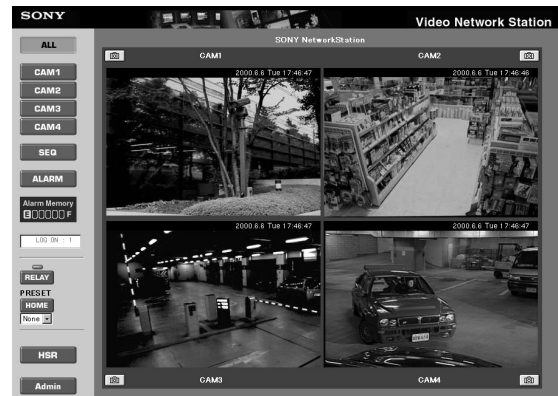 SONY
Video Network Station
ALL
SONY NetworkStation
CAM1
CAM2
2000.6.6 Tue 17:46:47
2000.6.6 Tue 17:46:46
CAM1
CAM2
CAM3
CAM4
SEQ
ALARM
Alarm Memory
E F
LOG ON : 1
2000.6.6 Tue 17:46:47
2000.6.6 Tue 17:46:47
RELAY
PRESET
HOME
None
HSR
Admin
CAM3
CAM4